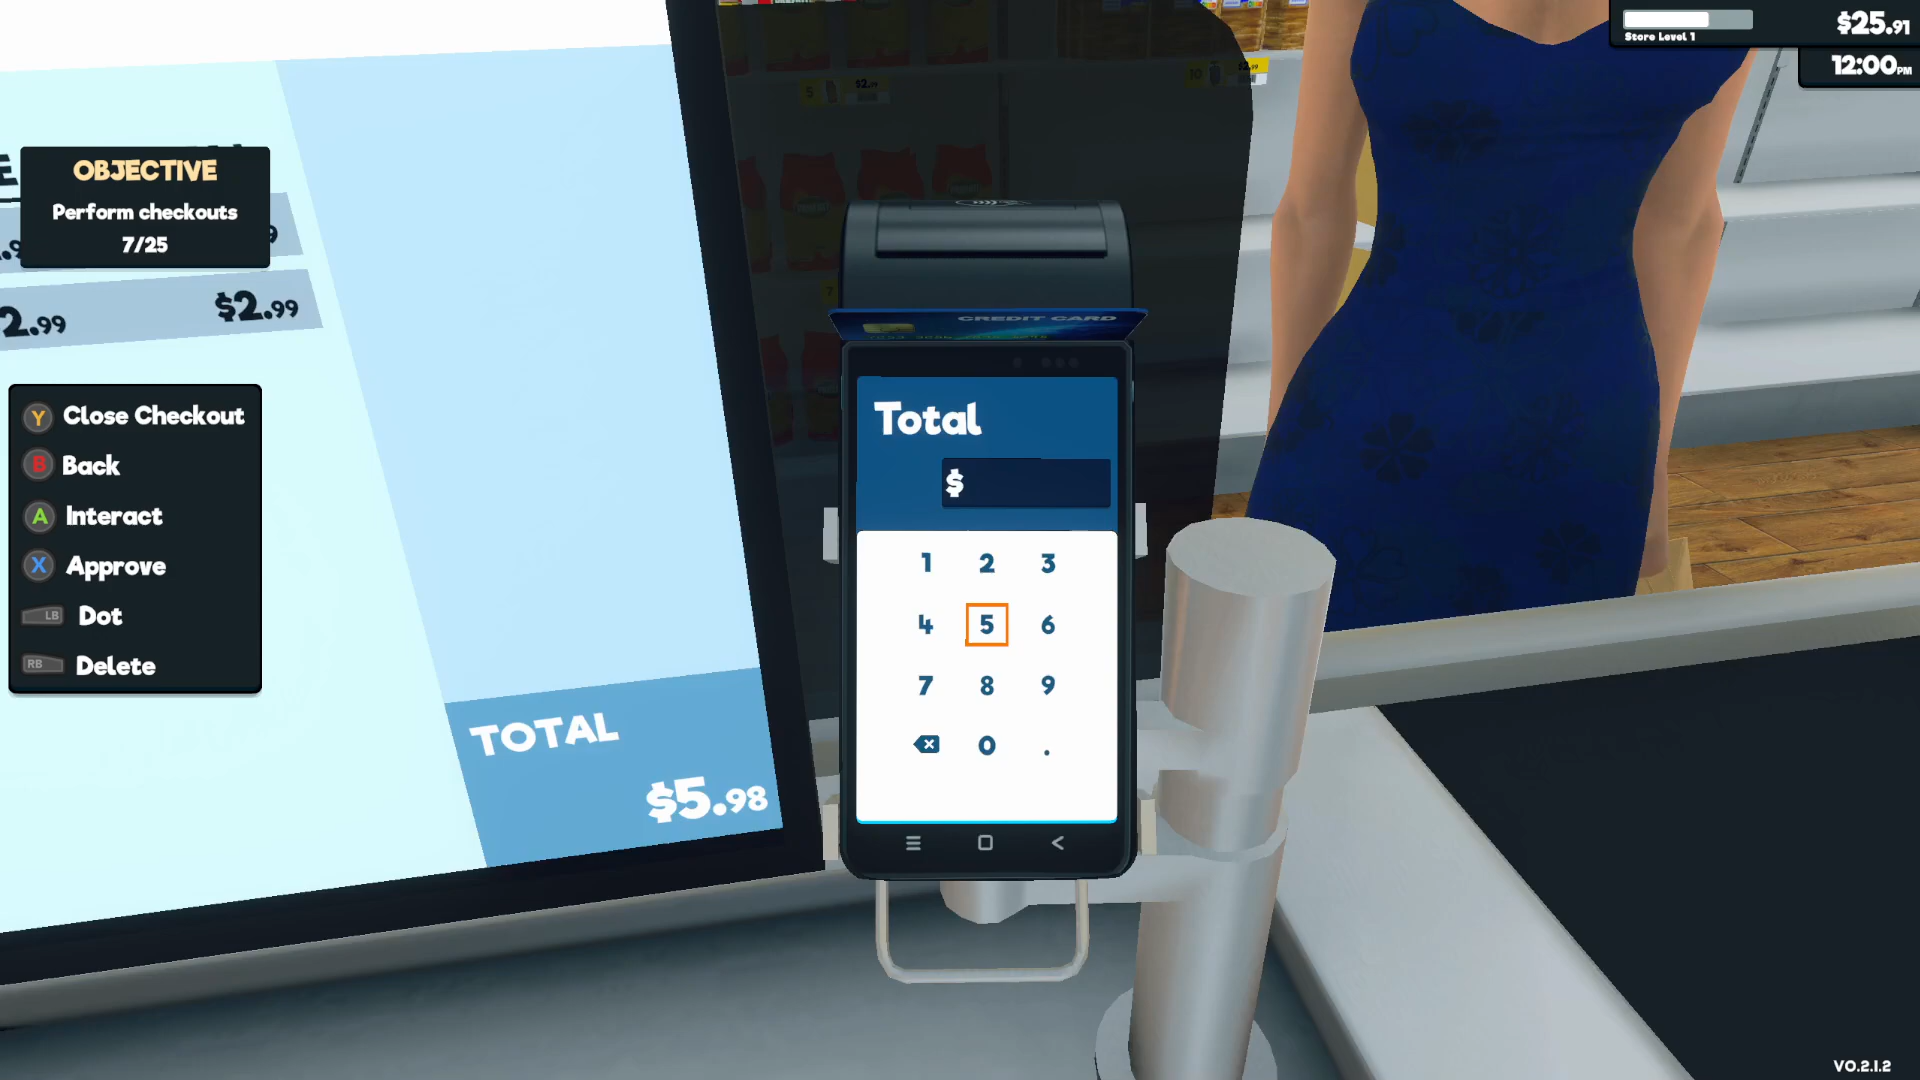 Store Level 1
$25.91
12:00PM
OBJECTIVE
Perform checkouts
7/25
2.99
$2.99
Y Close Checkout
B Back
A Interact
X Approve
LB Dot
RB Delete
TOTAL
$5.98
CREDIT CARD
Total
$
1 2 3
4 5 6
7 8 9
0 .
V0.2.1.2